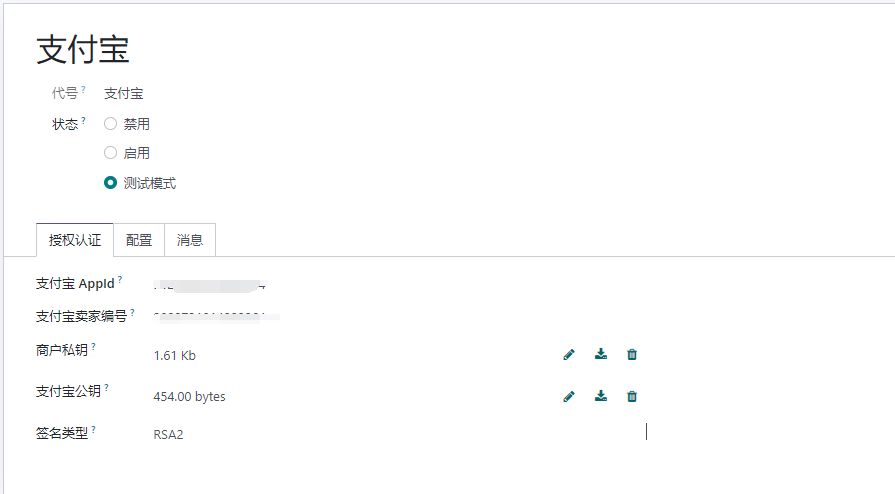 支付宝
代号? 支付宝
状态? 禁用
启用
测试模式
授权认证 配置 消息
支付宝 AppId?
支付宝卖家编号?
商户私钥? 1.61 Kb
支付宝公钥? 454.00 bytes
签名类型? RSA2